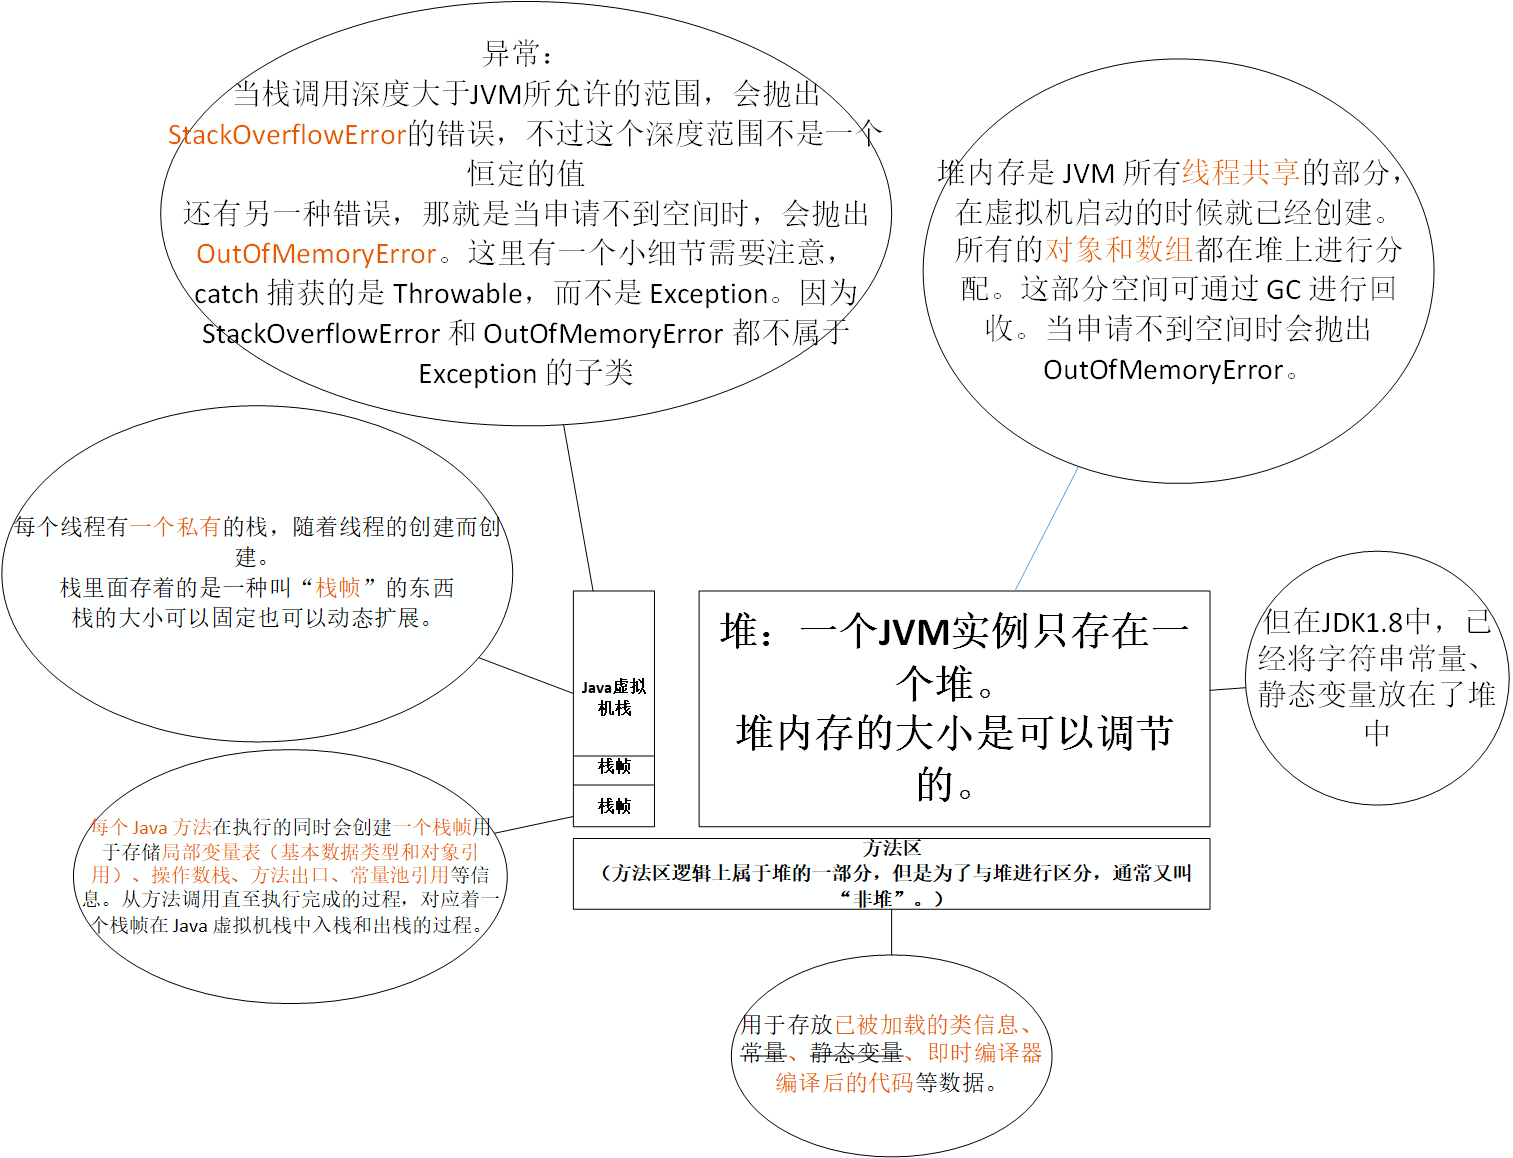 异常：
当栈调用深度大于JVM所允许的范围，会抛出
StackOverflowError的错误，不过这个深度范围不是一个
恒定的值
还有另一种错误，那就是当申请不到空间时，会抛出
OutOfMemoryError。这里有一个小细节需要注意，
catch 捕获的是 Throwable，而不是 Exception。因为
StackOverflowError 和 OutOfMemoryError 都不属于
Exception 的子类
堆内存是 JVM 所有线程共享的部分，
在虚拟机启动的时候就已经创建。
所有的对象和数组都在堆上进行分
配。这部分空间可通过 GC 进行回
收。当申请不到空间时会抛出
OutOfMemoryError。
每个线程有一个私有的栈，随着线程的创建而创
建。
栈里面存着的是一种叫“栈帧”的东西
栈的大小可以固定也可以动态扩展。
Java虚拟
机栈
栈帧
栈帧
堆：一个JVM实例只存在一
个堆。
堆内存的大小是可以调节
的。
但在JDK1.8中，已
经将字符串常量、
静态变量放在了堆
中
每个 Java 方法在执行的同时会创建一个栈帧用
于存储局部变量表（基本数据类型和对象引
用）、操作数栈、方法出口、常量池引用等信
息。从方法调用直至执行完成的过程，对应着一
个栈帧在 Java 虚拟机栈中入栈和出栈的过程。
方法区
（方法区逻辑上属于堆的一部分，但是为了与堆进行区分，通常又叫
“非堆”。）
用于存放已被加载的类信息、
常量、静态变量、即时编译器
编译后的代码等数据。